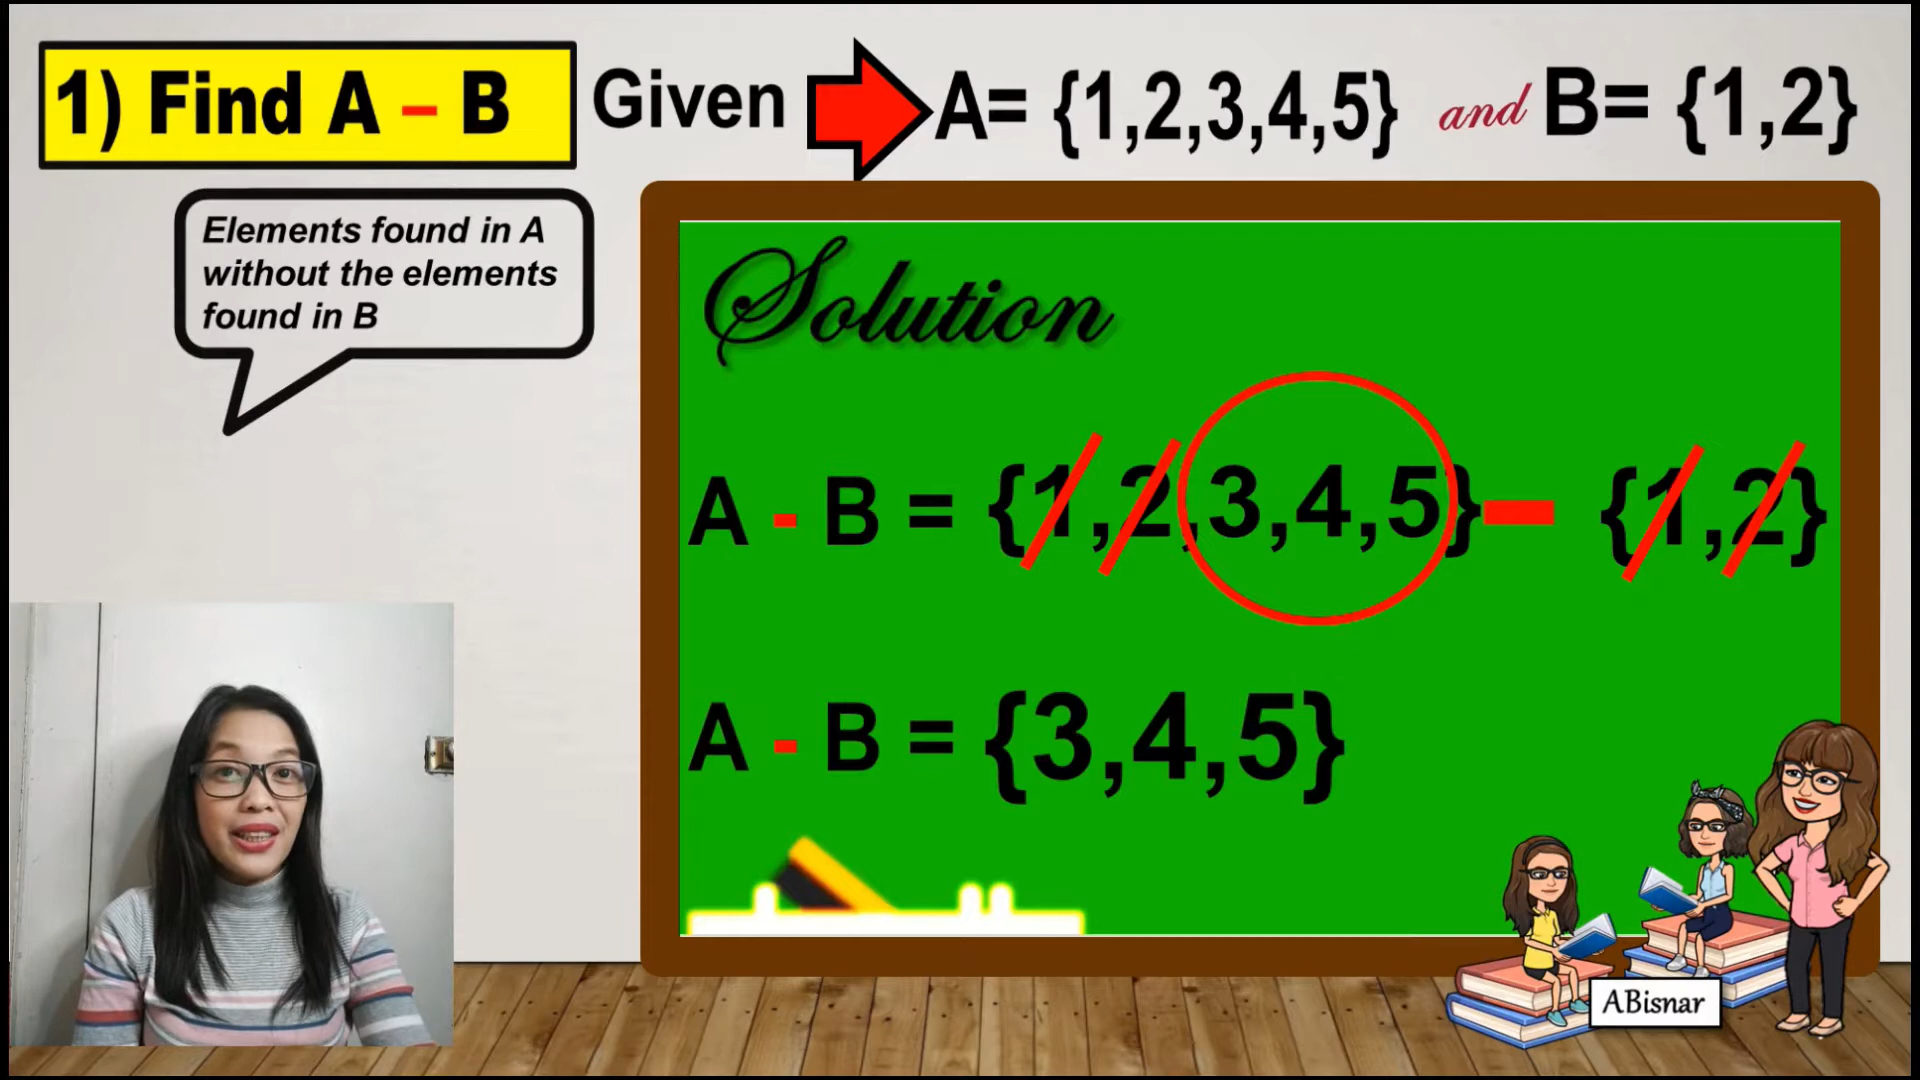 1) Find A – B Given A= {1,2,3,4,5} and B= {1,2}
Elements found in A
without the elements
found in B
Solution
A - B = {1,2,3,4,5} - {1,2}
A - B = {3,4,5}
ABisnar